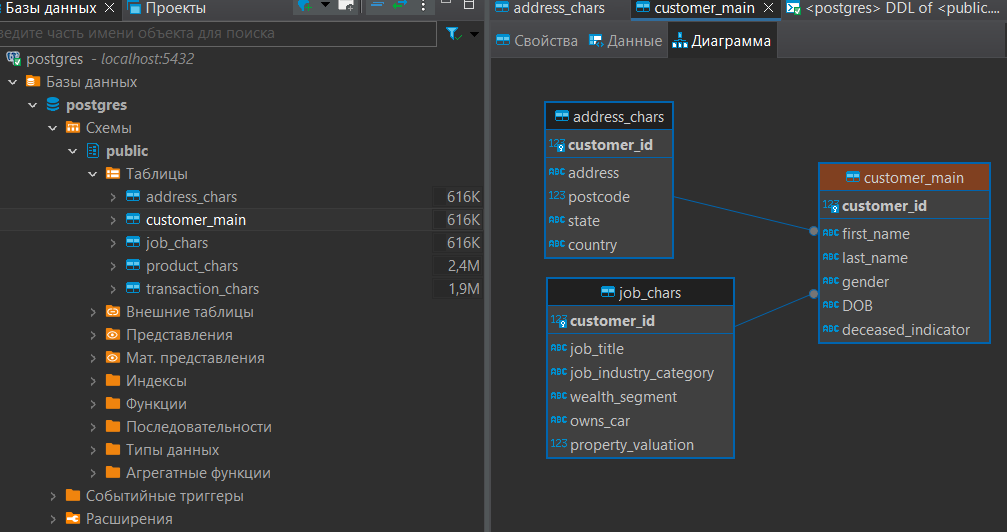 Базы данных
Проекты
ведите часть имени объекта для поиска
postgres - localhost:5432
Базы данных
postgres
Схемы
public
Таблицы
address_chars 616K
customer_main 616K
job_chars 616K
product_chars 2,4M
transaction_chars 1,9M
Внешние таблицы
Представления
Мат. представления
Индексы
Функции
Последовательности
Типы данных
Агрегатные функции
Событийные триггеры
Расширения
address_chars
customer_main
<postgres> DDL of <public....
Свойства
Данные
Диаграмма
address_chars
123 customer_id
ABC address
123 postcode
ABC state
ABC country
job_chars
123 customer_id
ABC job_title
ABC job_industry_category
ABC wealth_segment
ABC owns_car
123 property_valuation
customer_main
123 customer_id
ABC first_name
ABC last_name
ABC gender
ABC DOB
ABC deceased_indicator